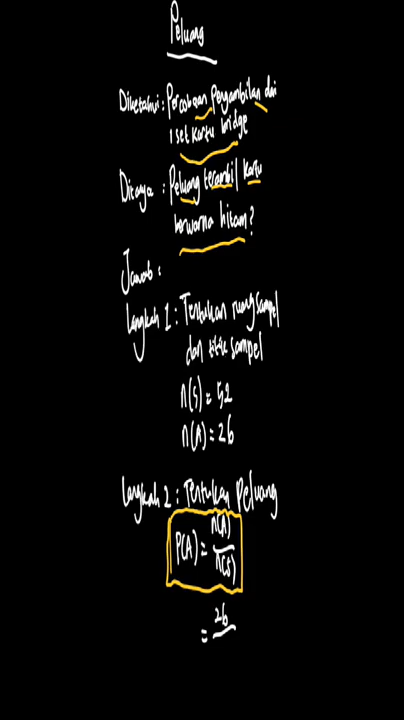 Peluang
Diketahui : Percobaan Pengambilan dari
1 set kartu bridge
Ditanya : Peluang terambil kartu
berwarna hitam?
Jawab :
Langkah 1 : Tentukan ruang sampel
dan titik sampel
n(S) = 52
n(A) = 26
Langkah 2 : Tentukan Peluang
P(A) = n(A)
n(S)
= 26